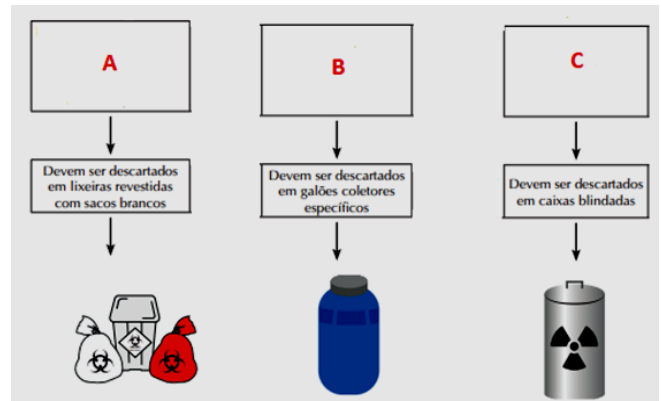 A
B
C
Devem ser descartados
em lixeiras revestidas
com sacos brancos
Devem ser descartados
em galões coletores
específicos
Devem ser descartados
em caixas blindadas